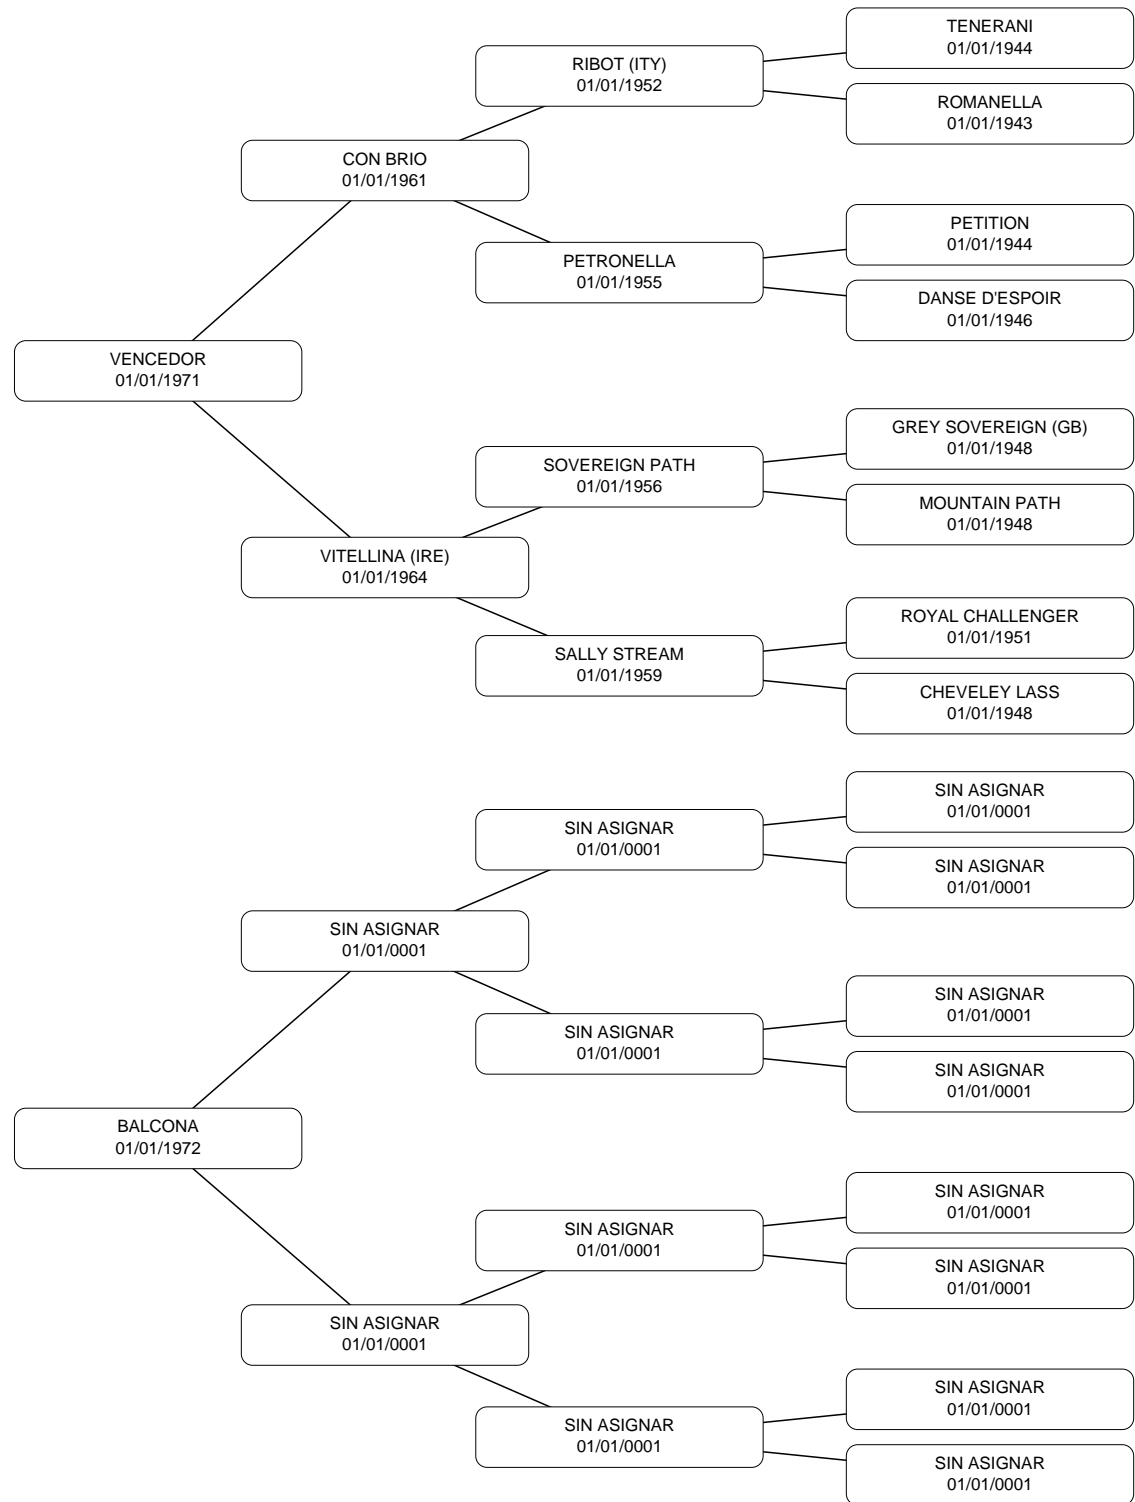 TENERANI
01/01/1944
RIBOT (ITY)
01/01/1952
ROMANELLA
01/01/1943
CON BRIO
01/01/1961
PETITION
01/01/1944
PETRONELLA
01/01/1955
DANSE D'ESPOIR
01/01/1946
VENCEDOR
01/01/1971
GREY SOVEREIGN (GB)
01/01/1948
SOVEREIGN PATH
01/01/1956
MOUNTAIN PATH
01/01/1948
VITELLINA (IRE)
01/01/1964
ROYAL CHALLENGER
01/01/1951
SALLY STREAM
01/01/1959
CHEVELEY LASS
01/01/1948
SIN ASIGNAR
01/01/0001
SIN ASIGNAR
01/01/0001
SIN ASIGNAR
01/01/0001
SIN ASIGNAR
01/01/0001
SIN ASIGNAR
01/01/0001
SIN ASIGNAR
01/01/0001
SIN ASIGNAR
01/01/0001
BALCONA
01/01/1972
SIN ASIGNAR
01/01/0001
SIN ASIGNAR
01/01/0001
SIN ASIGNAR
01/01/0001
SIN ASIGNAR
01/01/0001
SIN ASIGNAR
01/01/0001
SIN ASIGNAR
01/01/0001
SIN ASIGNAR
01/01/0001